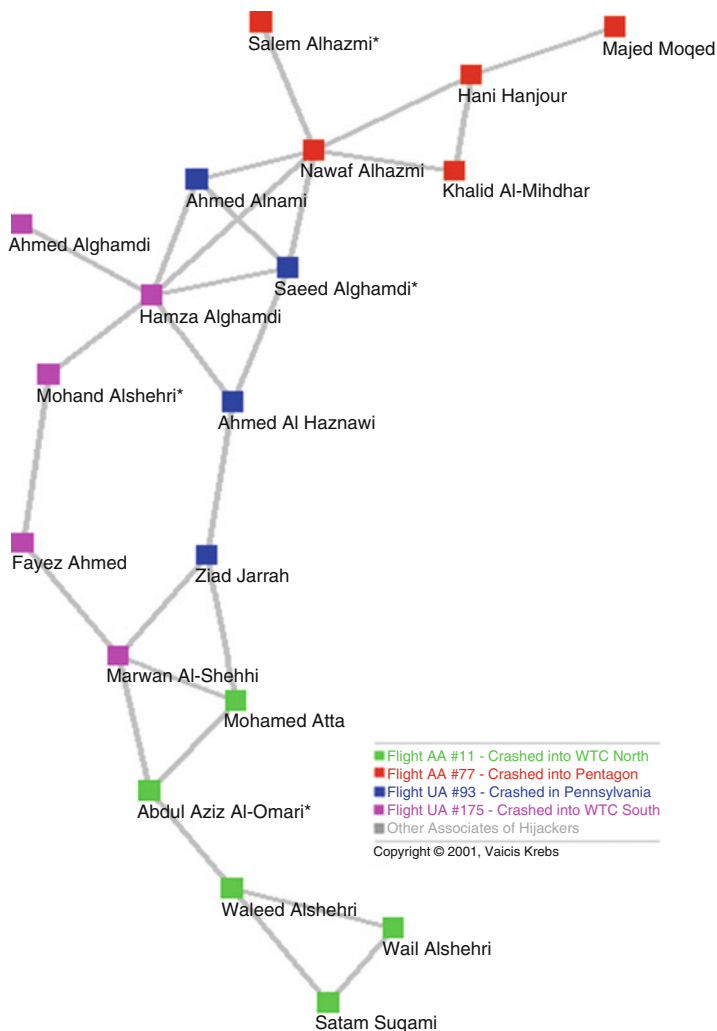 Salem Alhazmi*
Majed Moqed
Hani Hanjour
Nawaf Alhazmi
Khalid Al-Mihdhar
Ahmed Alnami
Ahmed Alghamdi
Saeed Alghamdi*
Hamza Alghamdi
Mohand Alshehri*
Ahmed Al Haznawi
Fayez Ahmed
Ziad Jarrah
Marwan Al-Shehhi
Mohamed Atta
Abdul Aziz Al-Omari*
Waleed Alshehri
Wail Alshehri
Satam Suqami
Flight AA #11 - Crashed into WTC North
Flight AA #77 - Crashed into Pentagon
Flight UA #93 - Crashed in Pennsylvania
Flight UA #175 - Crashed into WTC South
Other Associates of Hijackers
Copyright © 2001, Vaicis Krebs